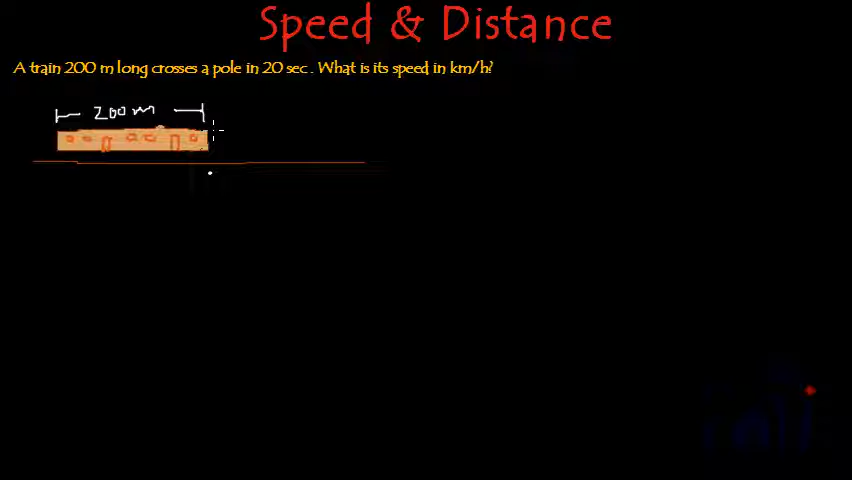 Speed & Distance
A train 200 m long crosses a pole in 20 sec . What is its speed in km/h?
200 m